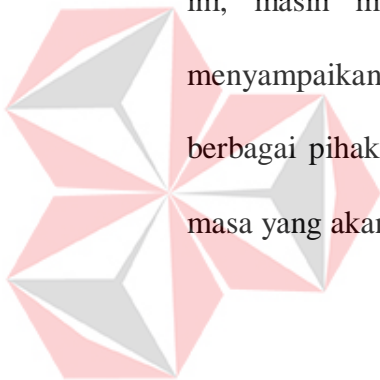 ini, masih m
menyampaikan
berbagai pihak
masa yang akan